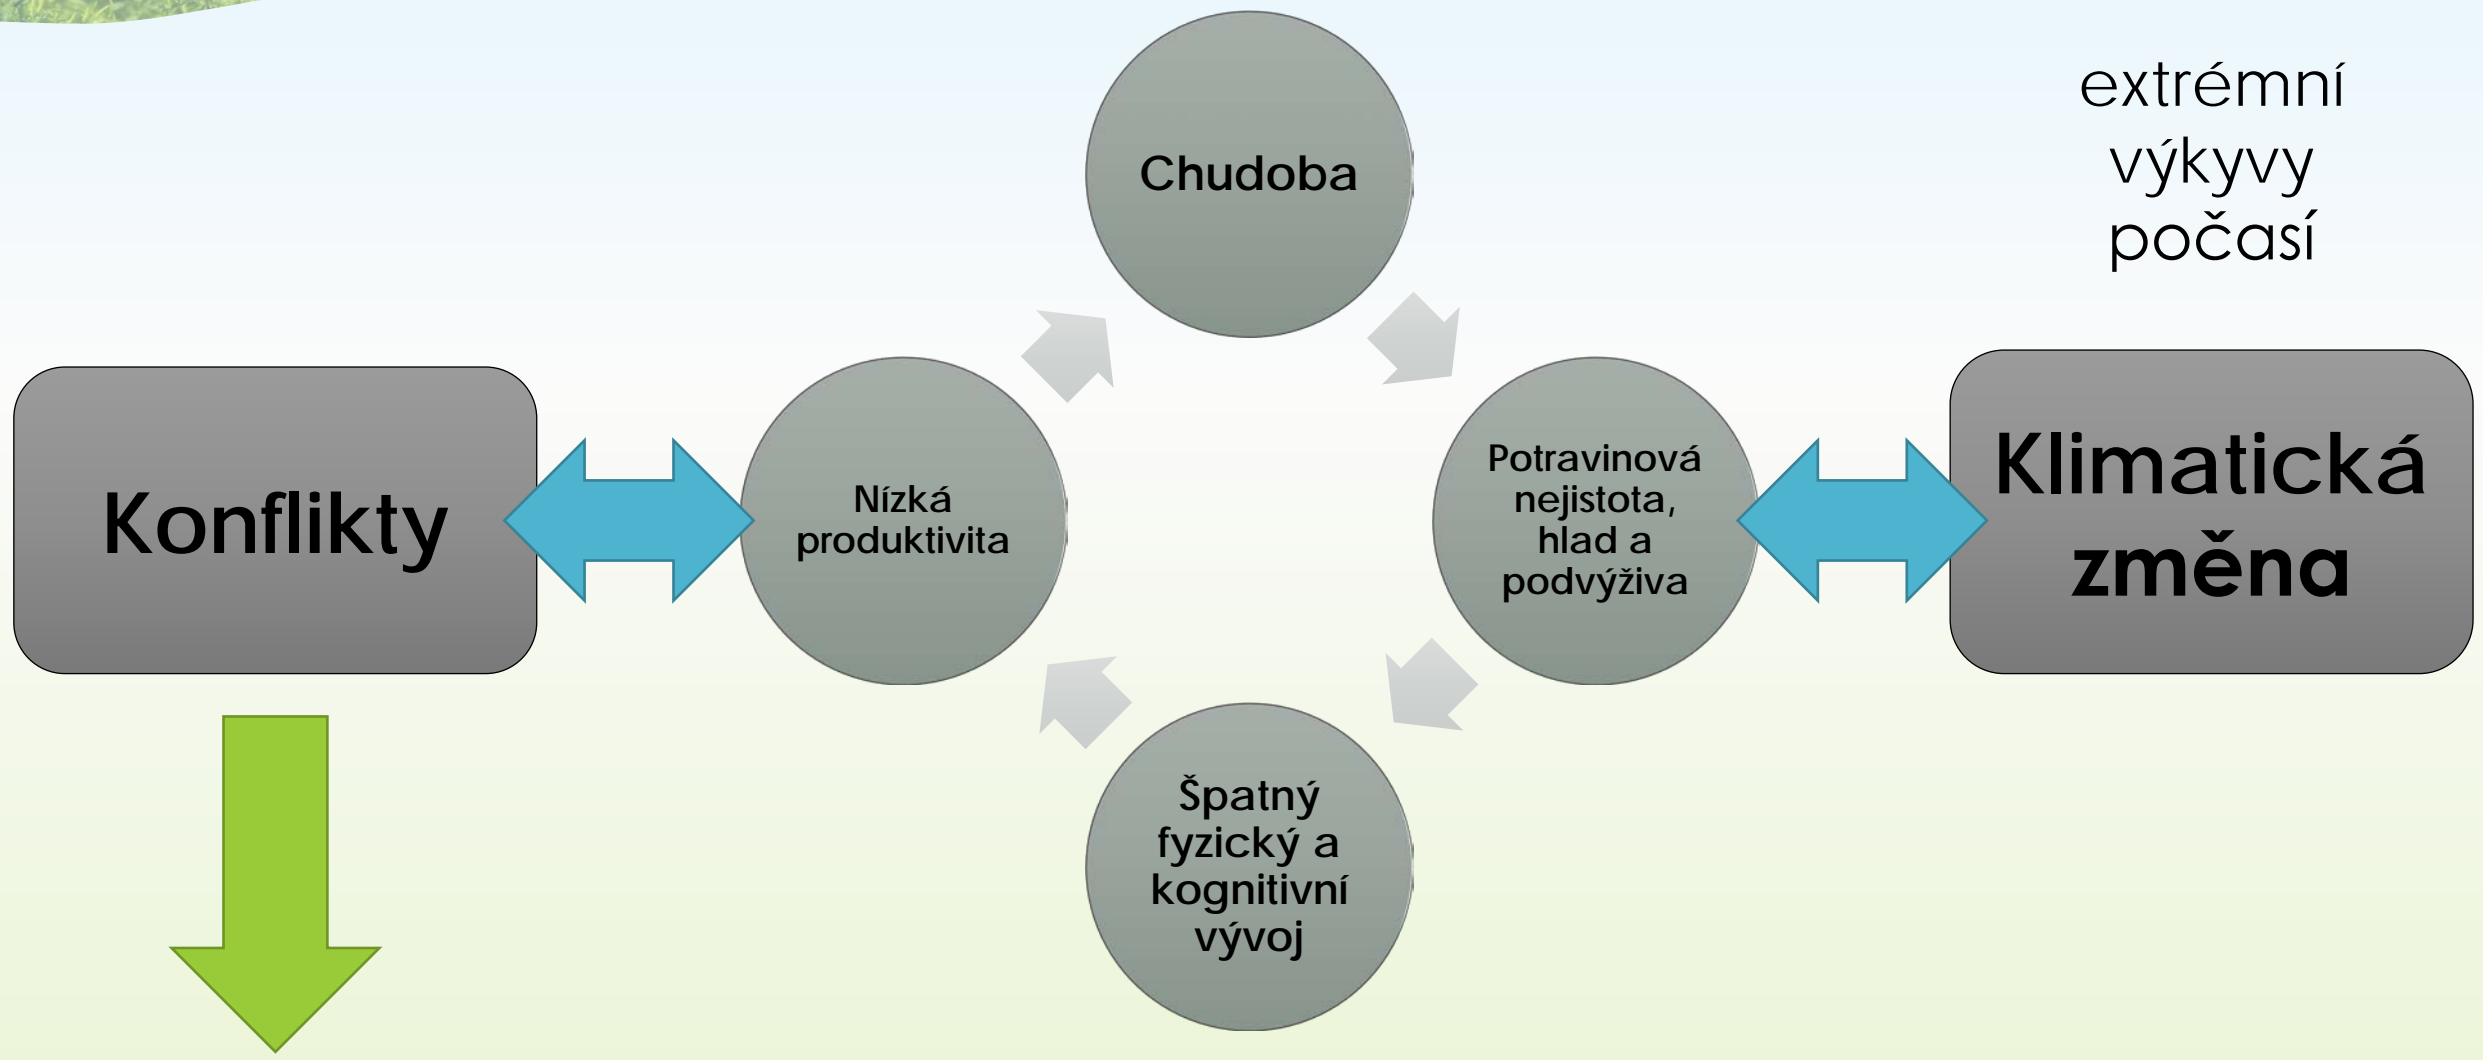 Chudoba
extrémní
výkyvy
počasí
Konflikty
Nízká
produktivita
Potravinová
nejistota,
hlad a
podvýživa
Klimatická
změna
Špatný
fyzický a
kognitivní
vývoj